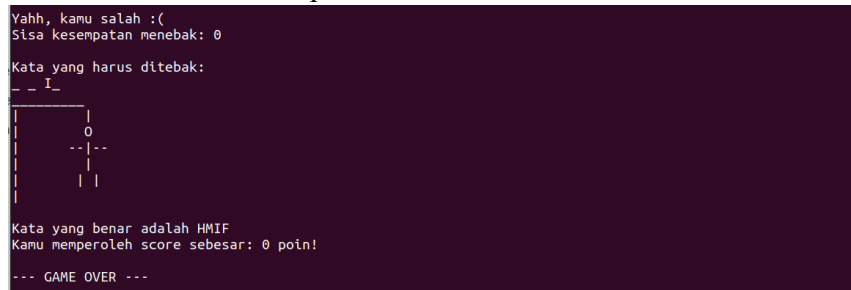 Yahh, kamu salah :(
Sisa kesempatan menebak: 0
Kata yang harus ditebak:
_ _ I_
_________
|         |
|         O
|       --|--
|         |
|        | |
|
Kata yang benar adalah HMIF
Kamu memperoleh score sebesar: 0 poin!
--- GAME OVER ---